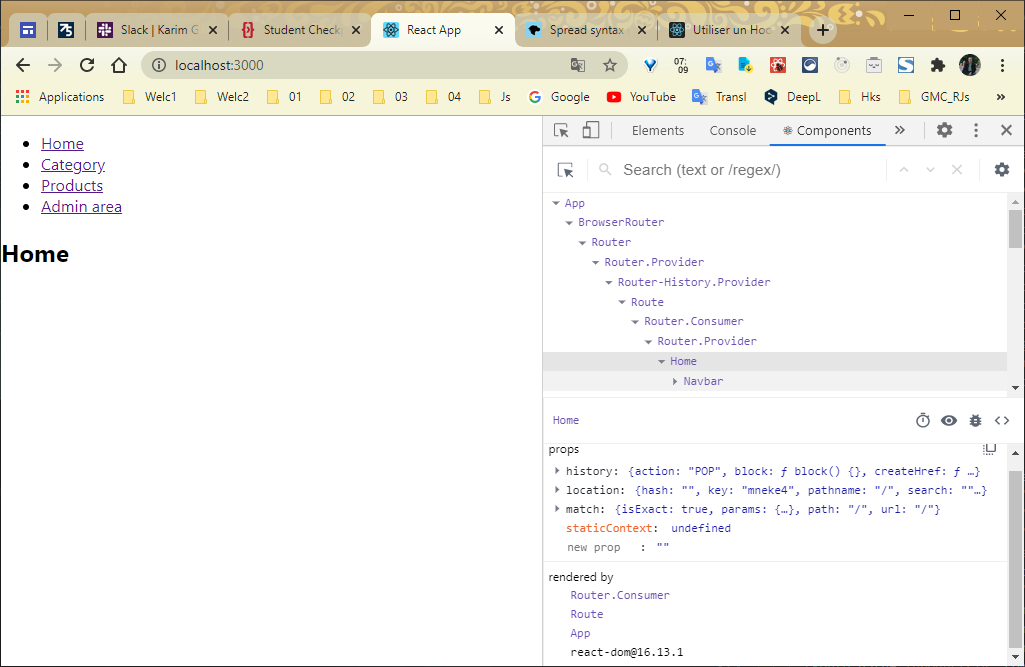 Slack | Karim G
Student Check
React App
Spread syntax
Utiliser un Hoo
localhost:3000
07; 09
Applications
Welc1
Welc2
01
02
03
04
Js
Google
YouTube
Transl
DeepL
Hks
GMC_RJs
»
Home
Category
Products
Admin area
Home
Elements
Console
Components
»
Search (text or /regex/)
App
BrowserRouter
Router
Router.Provider
Router-History.Provider
Route
Router.Consumer
Router.Provider
Home
Navbar
Home
props
history: {action: "POP", block: ƒ block() {}, createHref: ƒ …}
location: {hash: "", key: "mneke4", pathname: "/", search: ""…}
match: {isExact: true, params: {…}, path: "/", url: "/"}
staticContext: undefined
new prop : ""
rendered by
Router.Consumer
Route
App
react-dom@16.13.1